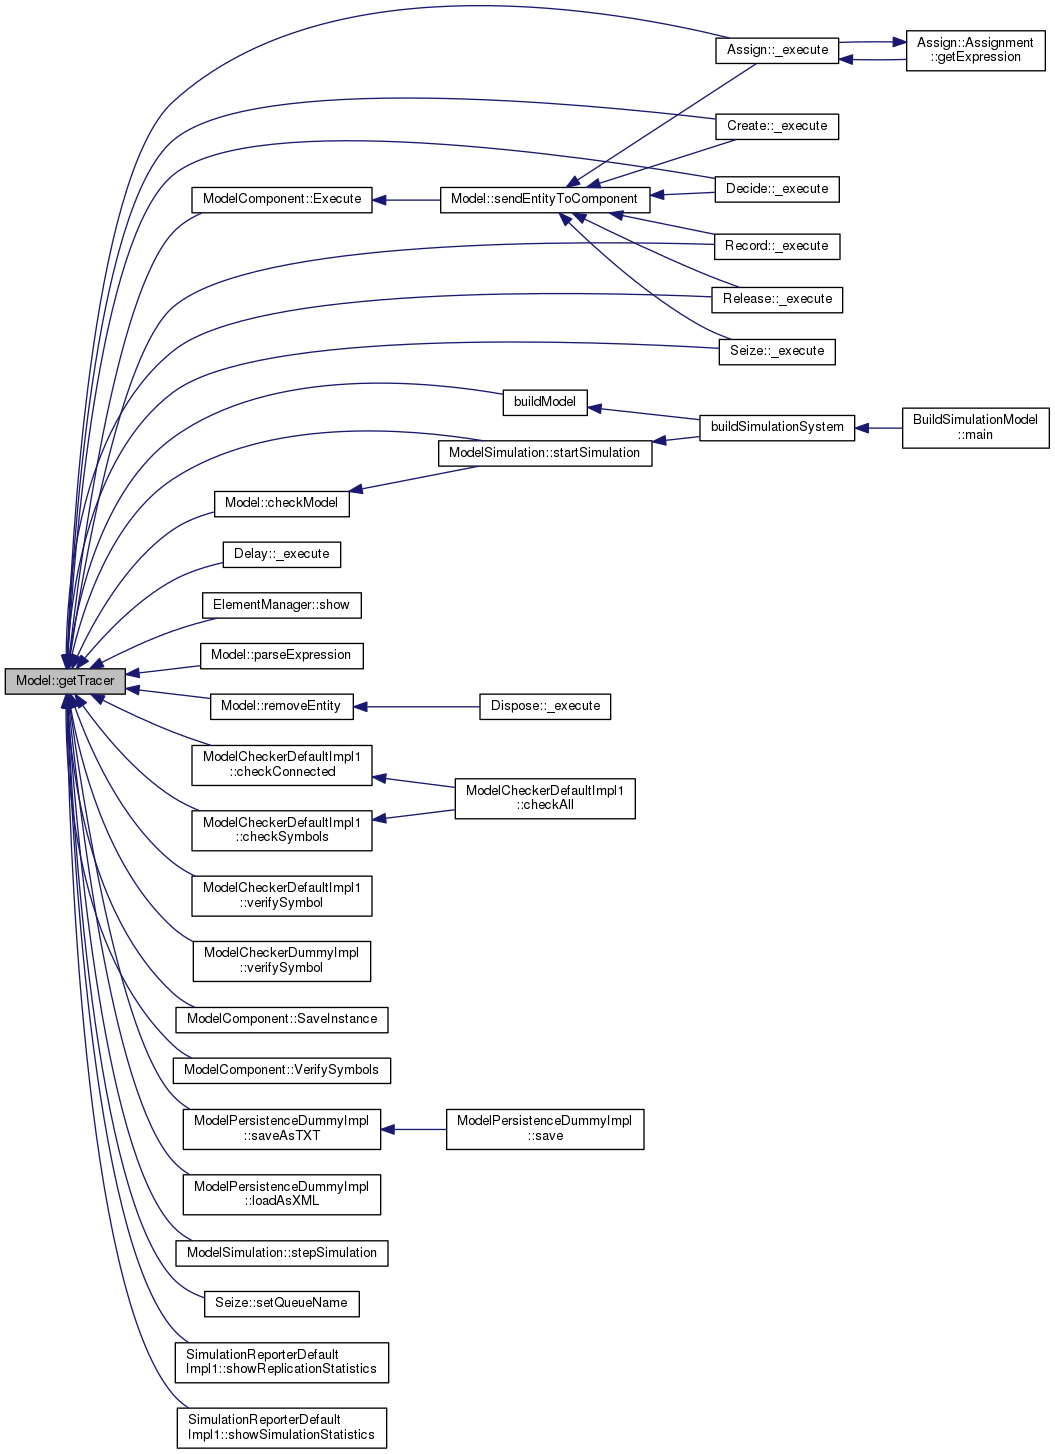 Assign::_execute
Assign::Assignment
::getExpression
Create::_execute
Decide::_execute
ModelComponent::Execute
Model::sendEntityToComponent
Record::_execute
Release::_execute
Seize::_execute
buildModel
buildSimulationSystem
BuildSimulationModel
::main
ModelSimulation::startSimulation
Model::checkModel
Delay::_execute
ElementManager::show
Model::parseExpression
Model::getTracer
Model::removeEntity
Dispose::_execute
ModelCheckerDefaultImpl1
::checkConnected
ModelCheckerDefaultImpl1
::checkAll
ModelCheckerDefaultImpl1
::checkSymbols
ModelCheckerDefaultImpl1
::verifySymbol
ModelCheckerDummyImpl
::verifySymbol
ModelComponent::SaveInstance
ModelComponent::VerifySymbols
ModelPersistenceDummyImpl
::saveAsTXT
ModelPersistenceDummyImpl
::save
ModelPersistenceDummyImpl
::loadAsXML
ModelSimulation::stepSimulation
Seize::setQueueName
SimulationReporterDefault
Impl1::showReplicationStatistics
SimulationReporterDefault
Impl1::showSimulationStatistics